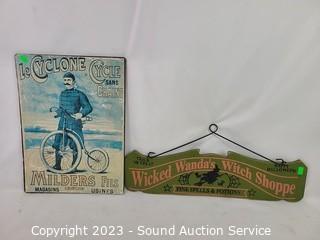 Le CYCLONE
CYCLE
SANS
CHAINE
MILDERS FILS
MAGASINS
USINES
Wicked Wanda's Witch Shoppe
FINE SPELLS & POTIONS
Copyright 2023 - Sound Auction Service